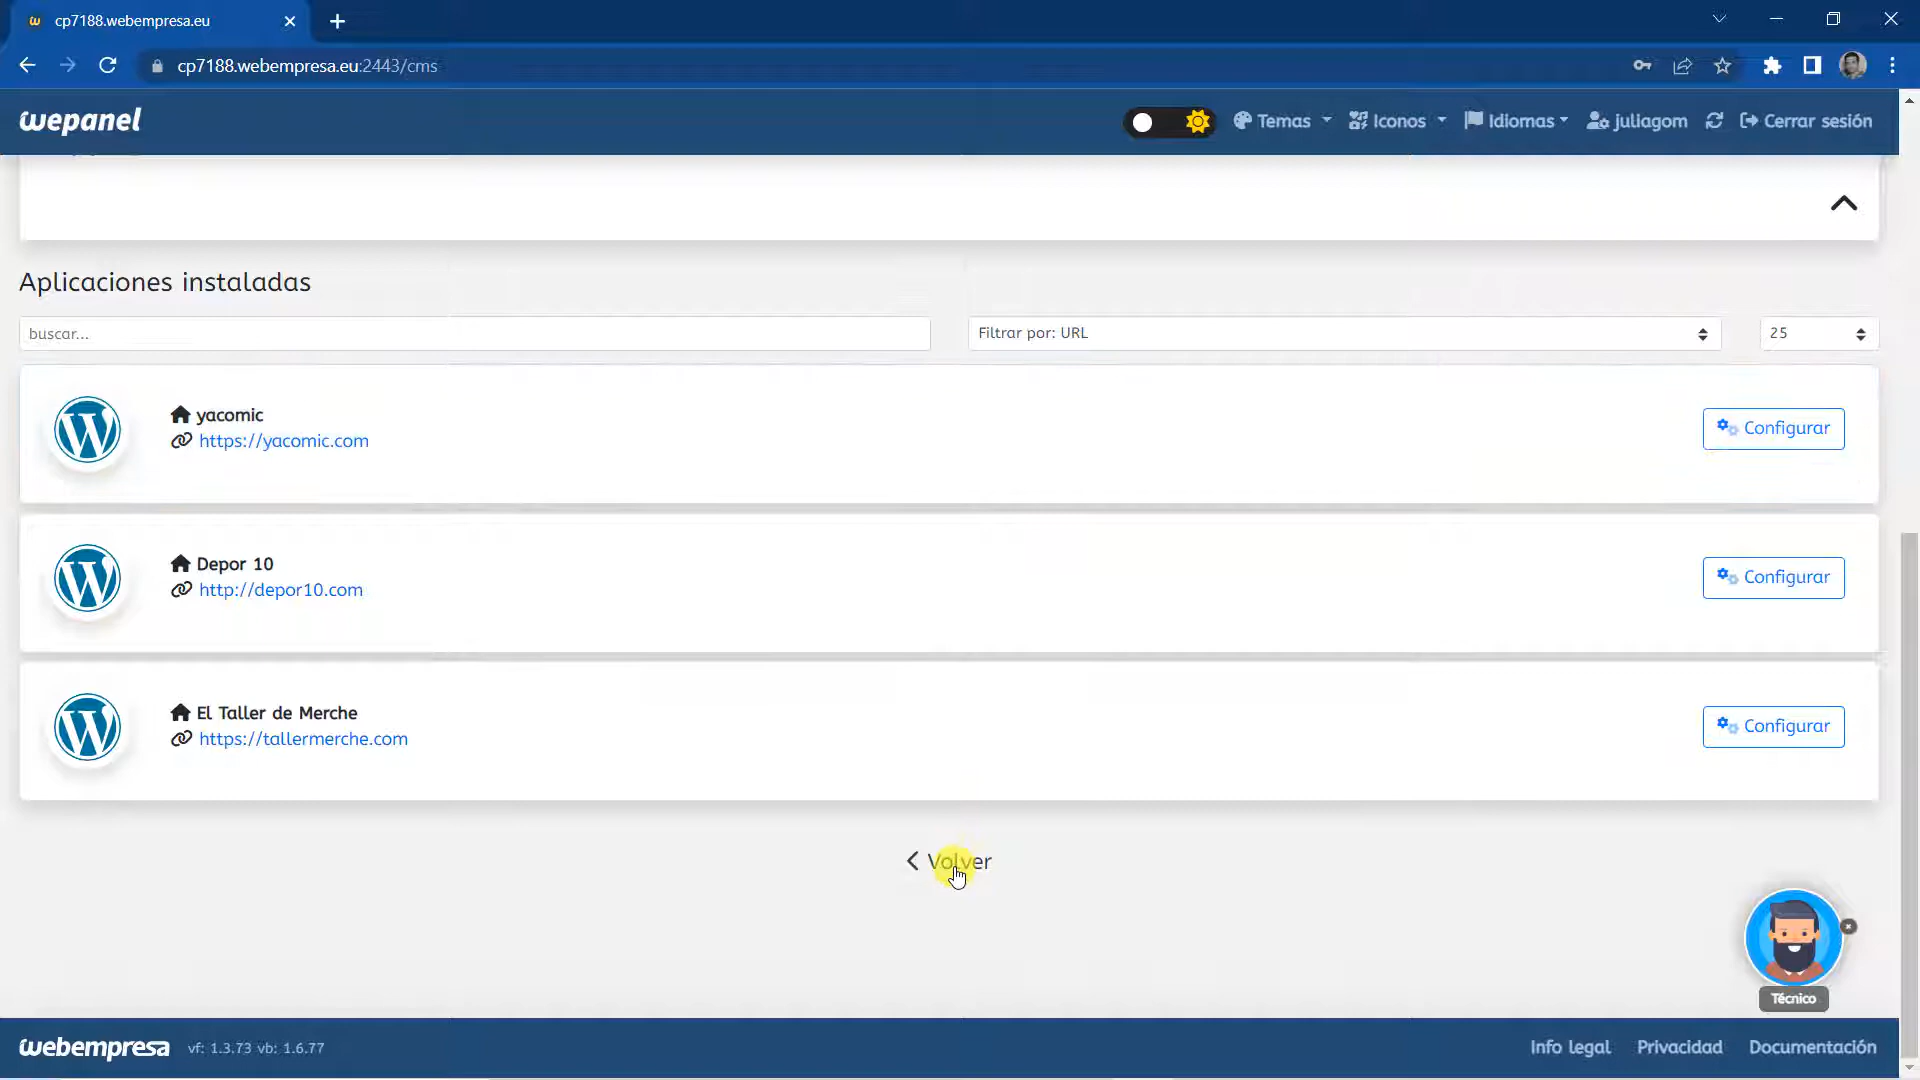 cp7188.webempresa.eu
cp7188.webempresa.eu:2443/cms
wepanel
Temas
Iconos
Idiomas
juliagom
Cerrar sesión
Aplicaciones instaladas
buscar...
Filtrar por: URL
25
yacomic
https://yacomic.com
Configurar
Depor 10
http://depor10.com
Configurar
El Taller de Merche
https://tallermerche.com
Configurar
Volver
Técnico
webempresa
vf: 1.3.73 vb: 1.6.77
Info legal
Privacidad
Documentación